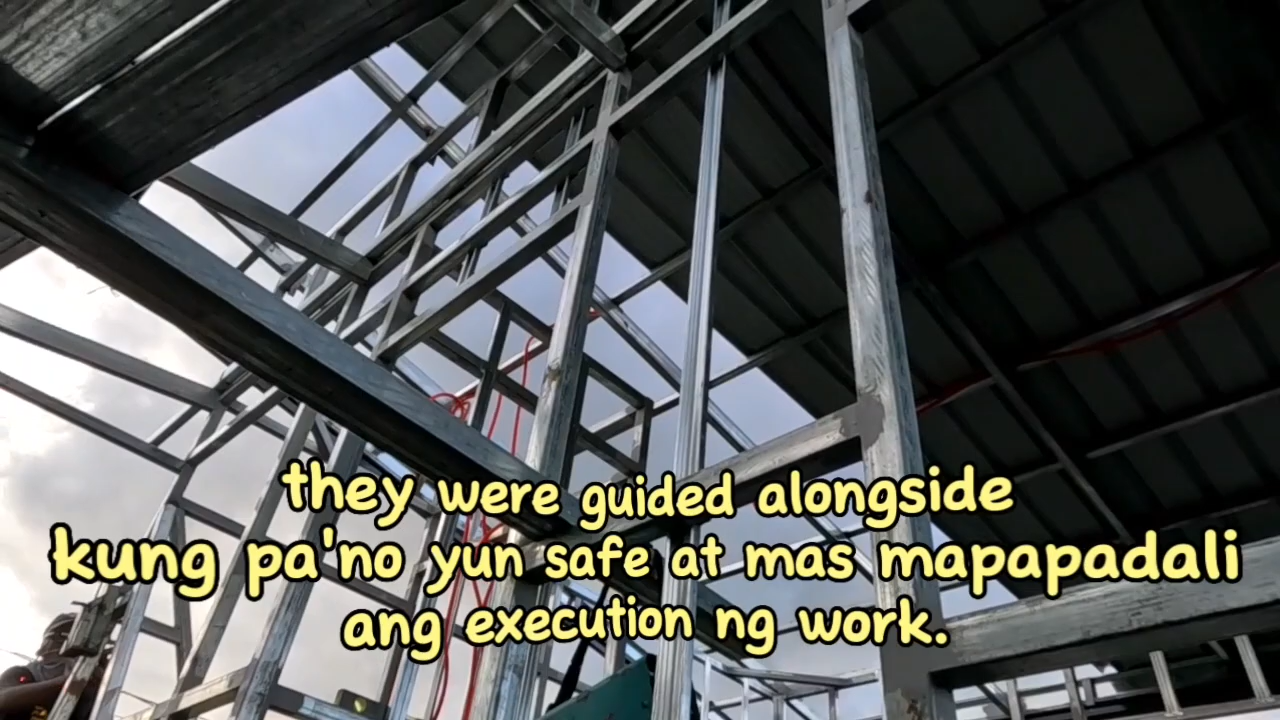 they were guided alongside
kung pa'no yun safe at mas mapapadali
ang execution ng work.